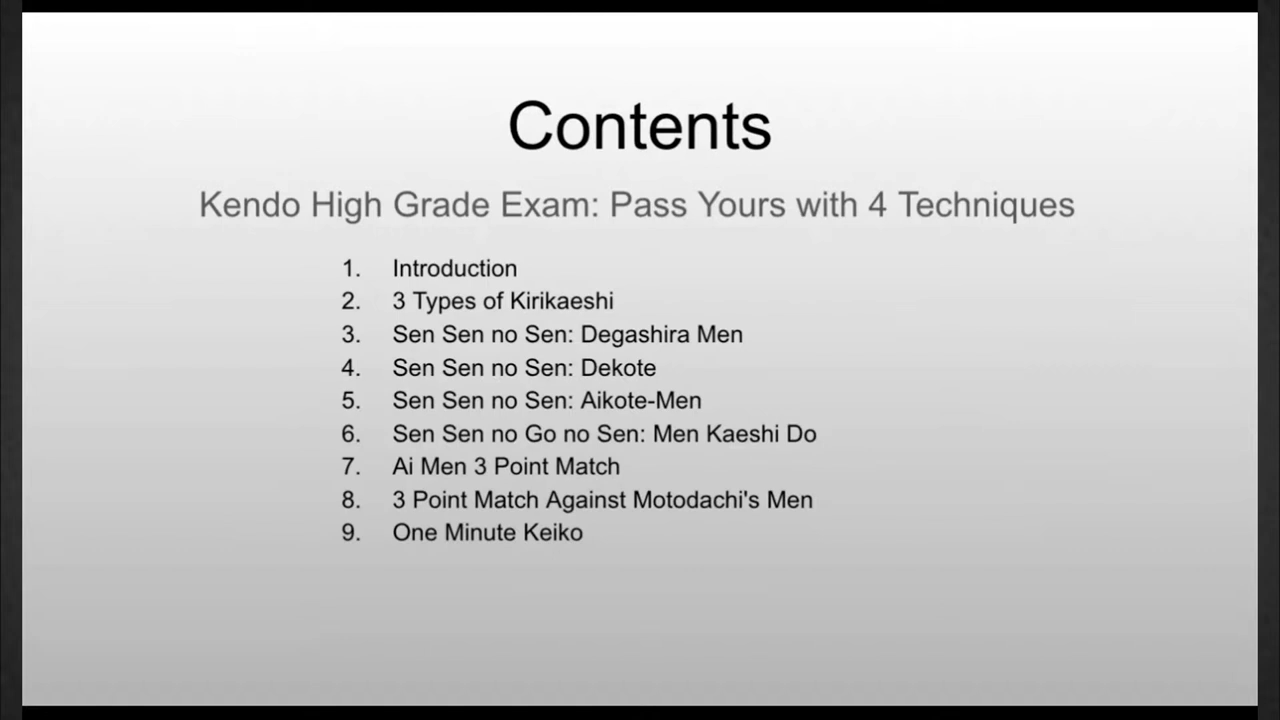 Contents
Kendo High Grade Exam: Pass Yours with 4 Techniques
1. Introduction
2. 3 Types of Kirikaeshi
3. Sen Sen no Sen: Degashira Men
4. Sen Sen no Sen: Dekote
5. Sen Sen no Sen: Aikote-Men
6. Sen Sen no Go no Sen: Men Kaeshi Do
7. Ai Men 3 Point Match
8. 3 Point Match Against Motodachi's Men
9. One Minute Keiko